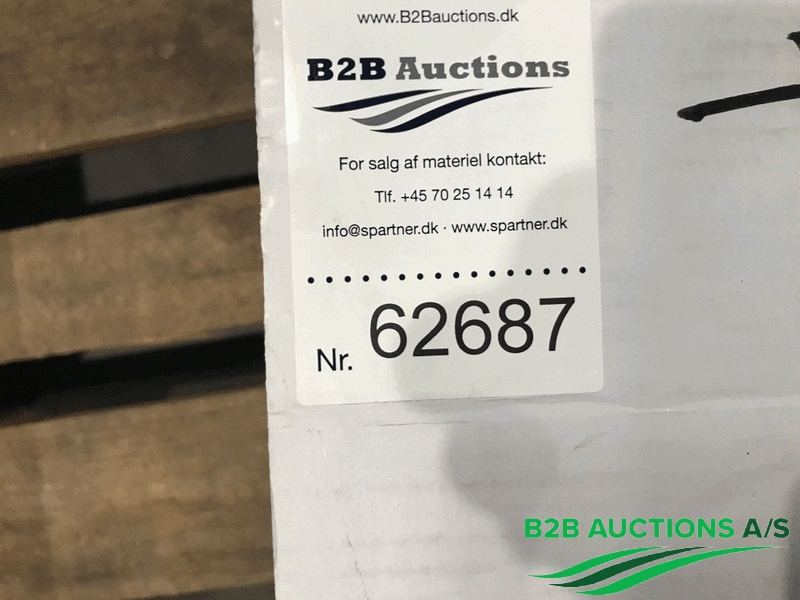 www.B2Bauctions.dk
B2B Auctions
For salg af materiel kontakt:
Tlf. +45 70 25 14 14
info@spartner.dk · www.spartner.dk
Nr. 62687
B2B AUCTIONS A/S